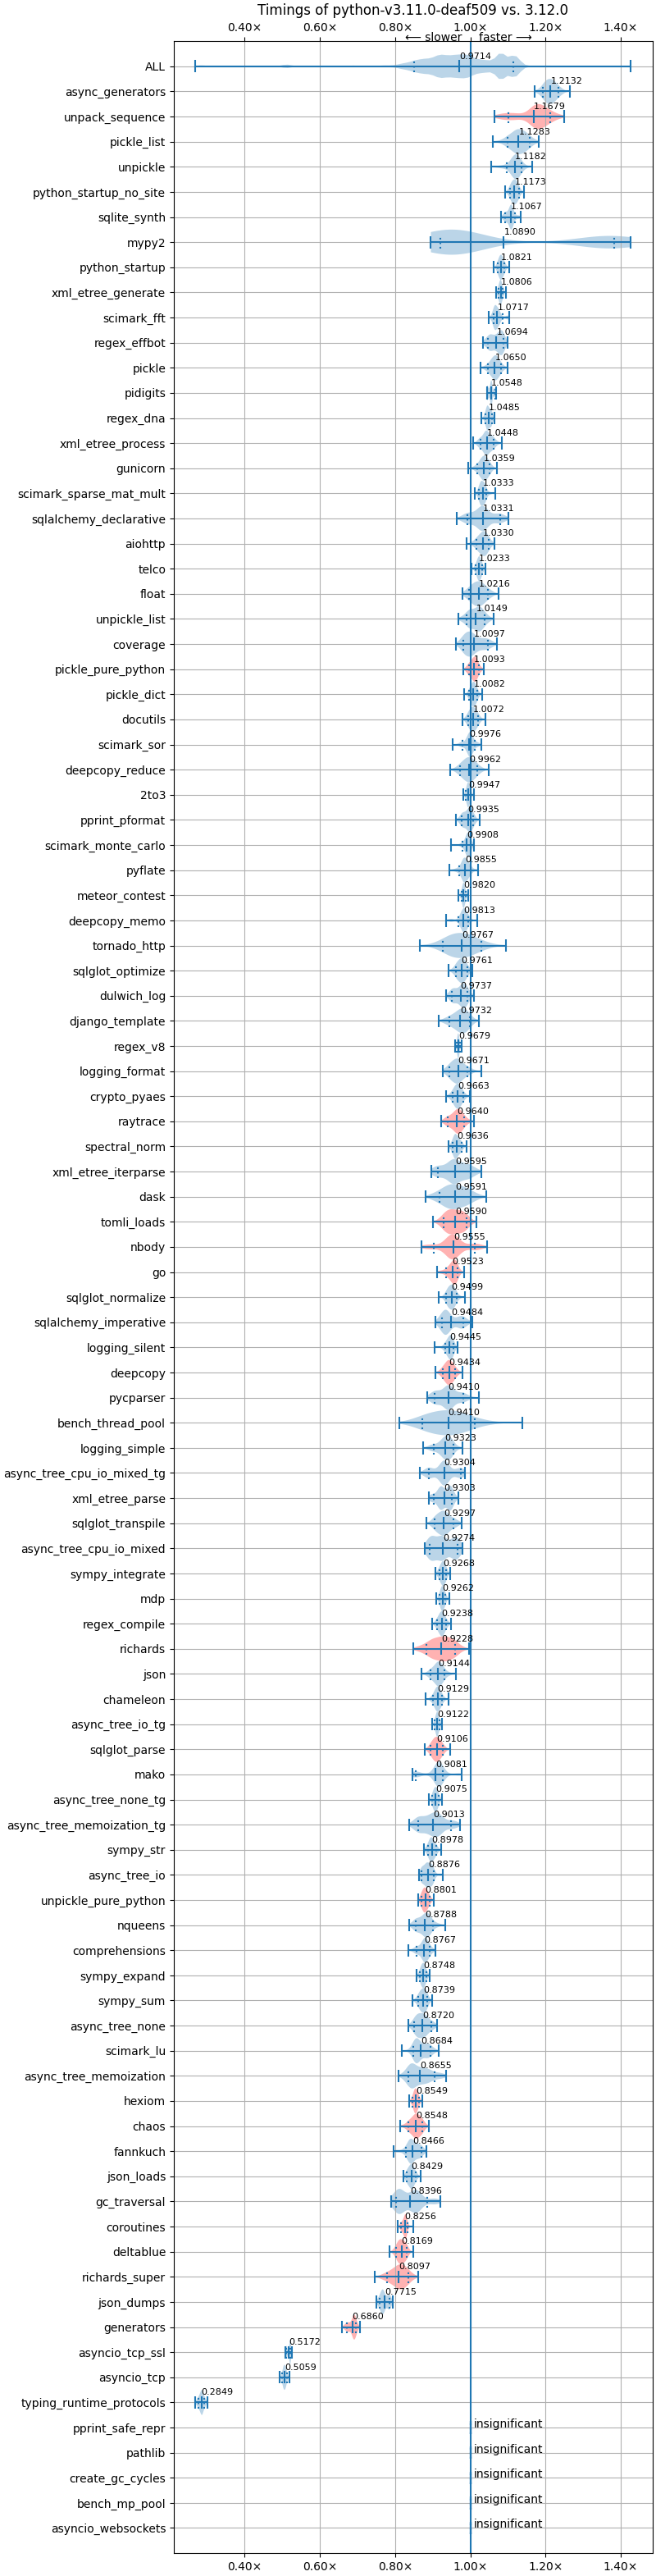 Timings of python-v3.11.0-deaf509 vs. 3.12.0
0.40× 0.60× 0.80× 1.00× 1.20× 1.40×
⟵ slower faster ⟶
ALL 0.9714
async_generators 1.2132
unpack_sequence 1.1679
pickle_list 1.1283
unpickle 1.1182
python_startup_no_site 1.1173
sqlite_synth 1.1067
mypy2 1.0890
python_startup 1.0821
xml_etree_generate 1.0806
scimark_fft 1.0717
regex_effbot 1.0694
pickle 1.0650
pidigits 1.0548
regex_dna 1.0485
xml_etree_process 1.0448
gunicorn 1.0359
scimark_sparse_mat_mult 1.0333
sqlalchemy_declarative 1.0331
aiohttp 1.0330
telco 1.0233
float 1.0216
unpickle_list 1.0149
coverage 1.0097
pickle_pure_python 1.0093
pickle_dict 1.0082
docutils 1.0072
scimark_sor 0.9976
deepcopy_reduce 0.9962
2to3 0.9947
pprint_pformat 0.9935
scimark_monte_carlo 0.9908
pyflate 0.9855
meteor_contest 0.9820
deepcopy_memo 0.9813
tornado_http 0.9767
sqlglot_optimize 0.9761
dulwich_log 0.9737
django_template 0.9732
regex_v8 0.9679
logging_format 0.9671
crypto_pyaes 0.9663
raytrace 0.9640
spectral_norm 0.9636
xml_etree_iterparse 0.9595
dask 0.9591
tomli_loads 0.9590
nbody 0.9555
go 0.9523
sqlglot_normalize 0.9499
sqlalchemy_imperative 0.9484
logging_silent 0.9445
deepcopy 0.9434
pycparser 0.9410
bench_thread_pool 0.9410
logging_simple 0.9323
async_tree_cpu_io_mixed_tg 0.9304
xml_etree_parse 0.9303
sqlglot_transpile 0.9297
async_tree_cpu_io_mixed 0.9274
sympy_integrate 0.9268
mdp 0.9262
regex_compile 0.9238
richards 0.9228
json 0.9144
chameleon 0.9129
async_tree_io_tg 0.9122
sqlglot_parse 0.9106
mako 0.9081
async_tree_none_tg 0.9075
async_tree_memoization_tg 0.9013
sympy_str 0.8978
async_tree_io 0.8876
unpickle_pure_python 0.8801
nqueens 0.8788
comprehensions 0.8767
sympy_expand 0.8748
sympy_sum 0.8739
async_tree_none 0.8720
scimark_lu 0.8684
async_tree_memoization 0.8655
hexiom 0.8549
chaos 0.8548
fannkuch 0.8466
json_loads 0.8429
gc_traversal 0.8396
coroutines 0.8256
deltablue 0.8169
richards_super 0.8097
json_dumps 0.7715
generators 0.6860
asyncio_tcp_ssl 0.5172
asyncio_tcp 0.5059
typing_runtime_protocols 0.2849
pprint_safe_repr insignificant
pathlib insignificant
create_gc_cycles insignificant
bench_mp_pool insignificant
asyncio_websockets insignificant
0.40× 0.60× 0.80× 1.00× 1.20× 1.40×